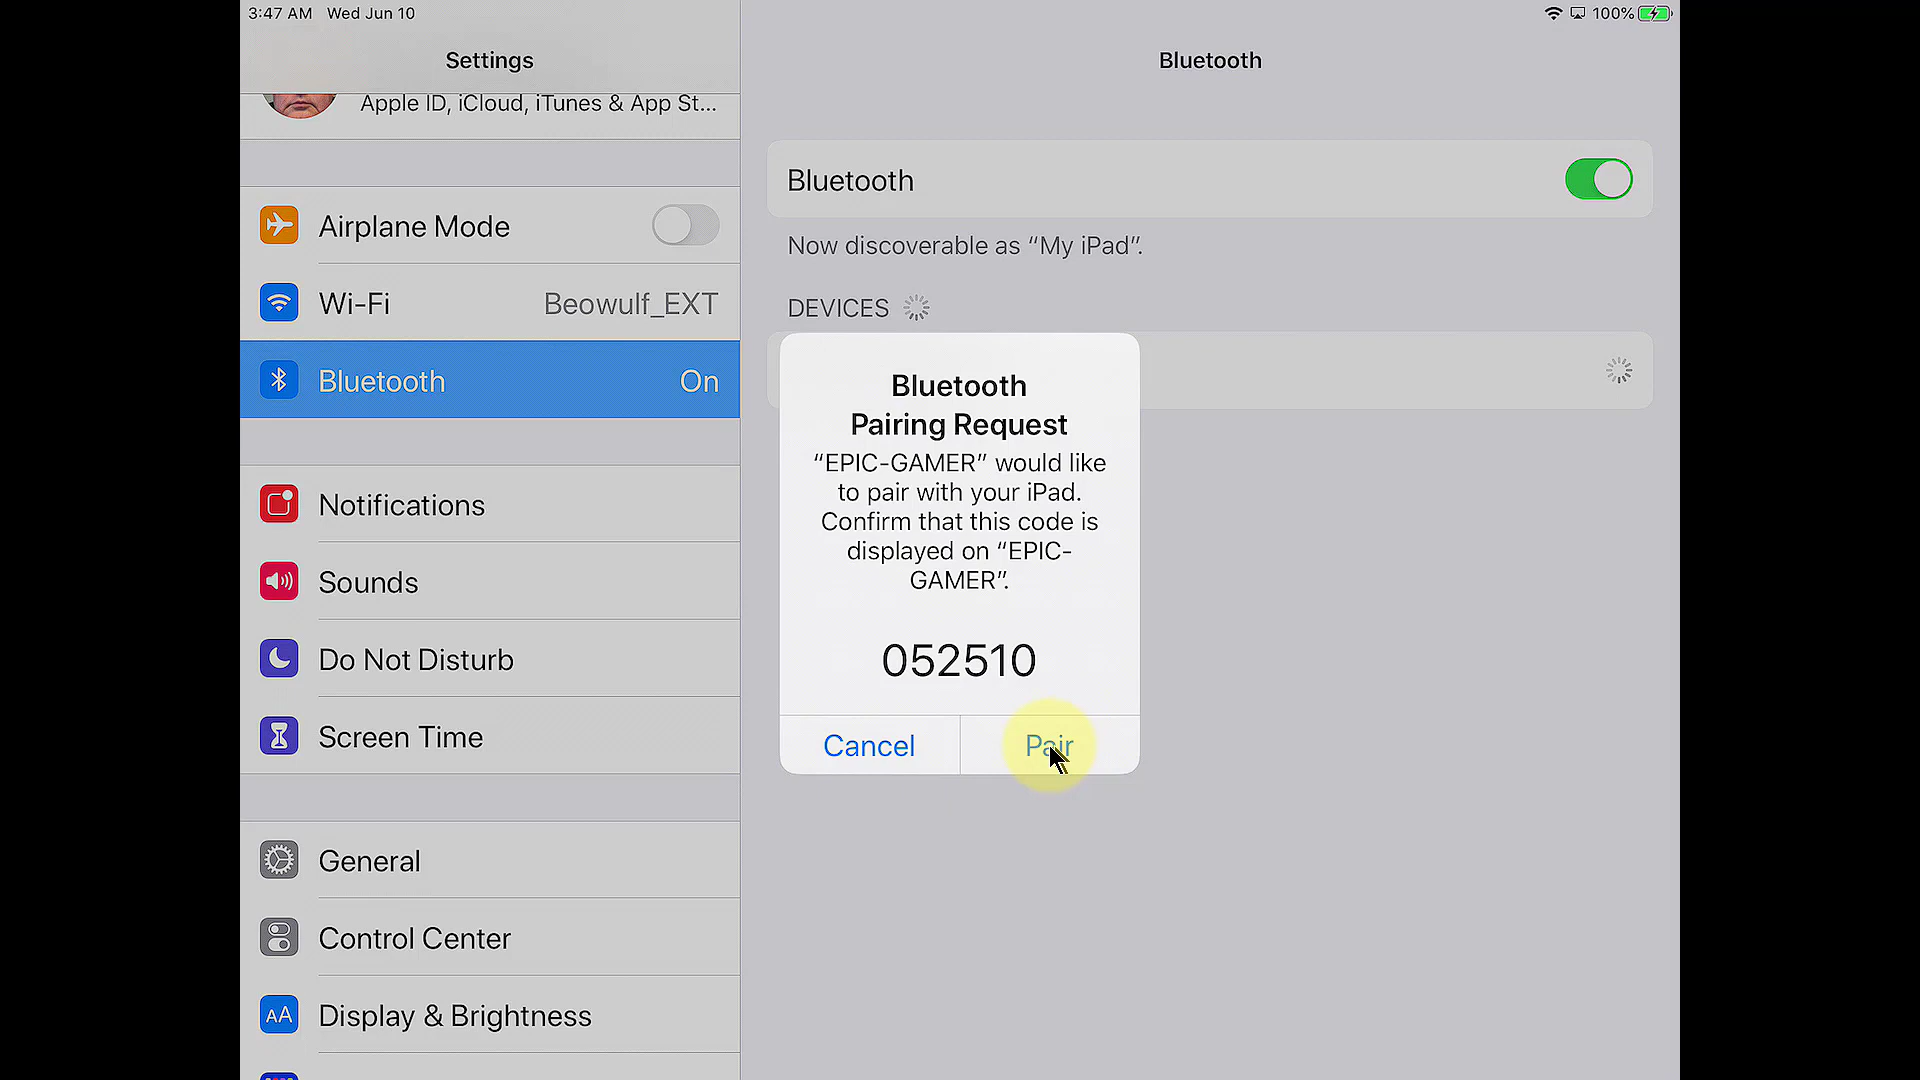 3:47 AM Wed Jun 10
100%
Settings
Bluetooth
Apple ID, iCloud, iTunes & App St...
Airplane Mode
Wi-Fi Beowulf_EXT
Bluetooth On
Notifications
Sounds
Do Not Disturb
Screen Time
General
Control Center
AA Display & Brightness
Bluetooth
Now discoverable as “My iPad”.
DEVICES
Bluetooth
Pairing Request
“EPIC-GAMER” would like
to pair with your iPad.
Confirm that this code is
displayed on “EPIC-
GAMER”.
052510
Cancel Pair